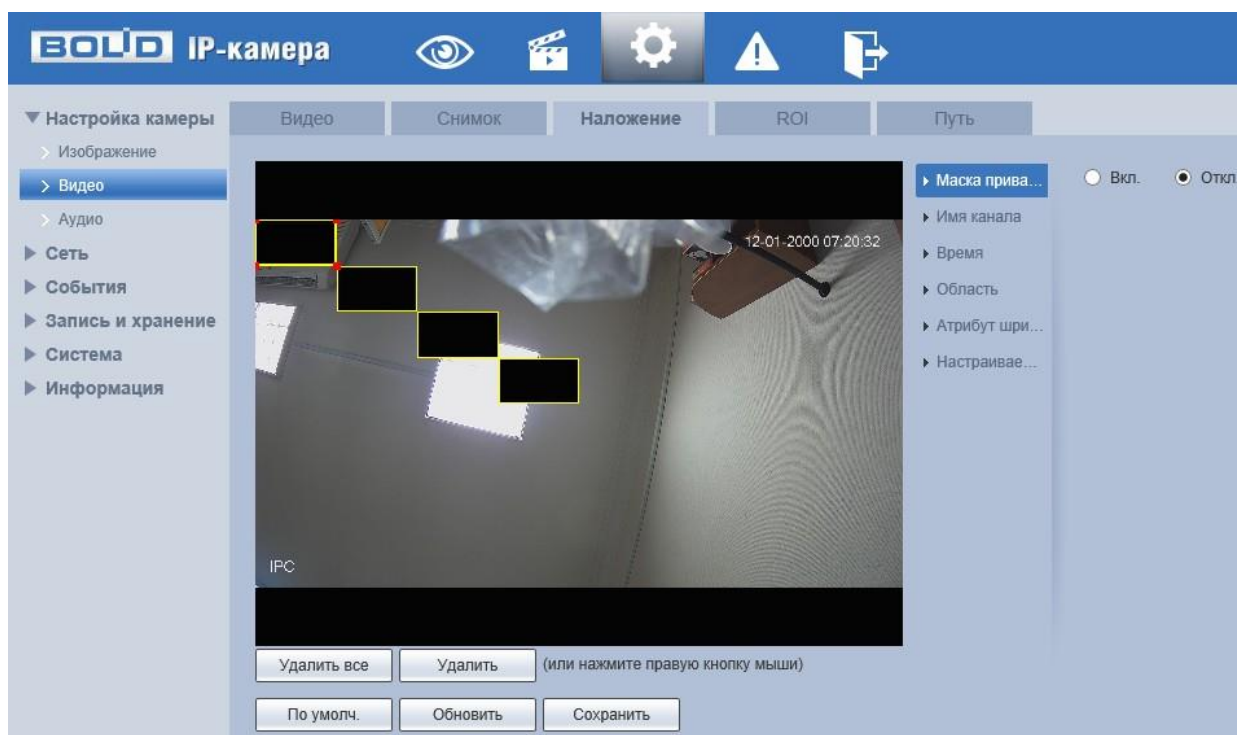 BOLID IP-камера
Настройка камеры
Изображение
Видео
Аудио
Сеть
События
Запись и хранение
Система
Информация
Видео Снимок Наложение ROI Путь
12-01-2000 07:20:32
IPC
Маска прива...
Имя канала
Время
Область
Атрибут шри...
Настраивае...
Вкл. Откл
Удалить все Удалить (или нажмите правую кнопку мыши)
По умолч. Обновить Сохранить